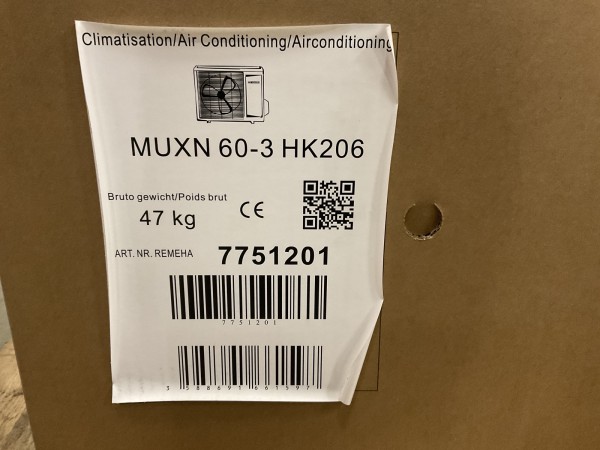 Climatisation/Air Conditioning/Airconditioning
MUXN 60-3 HK206
Bruto gewicht/Poids brut
47 kg
CE
ART. NR. REMEHA
7751201
7751201
3588691661597